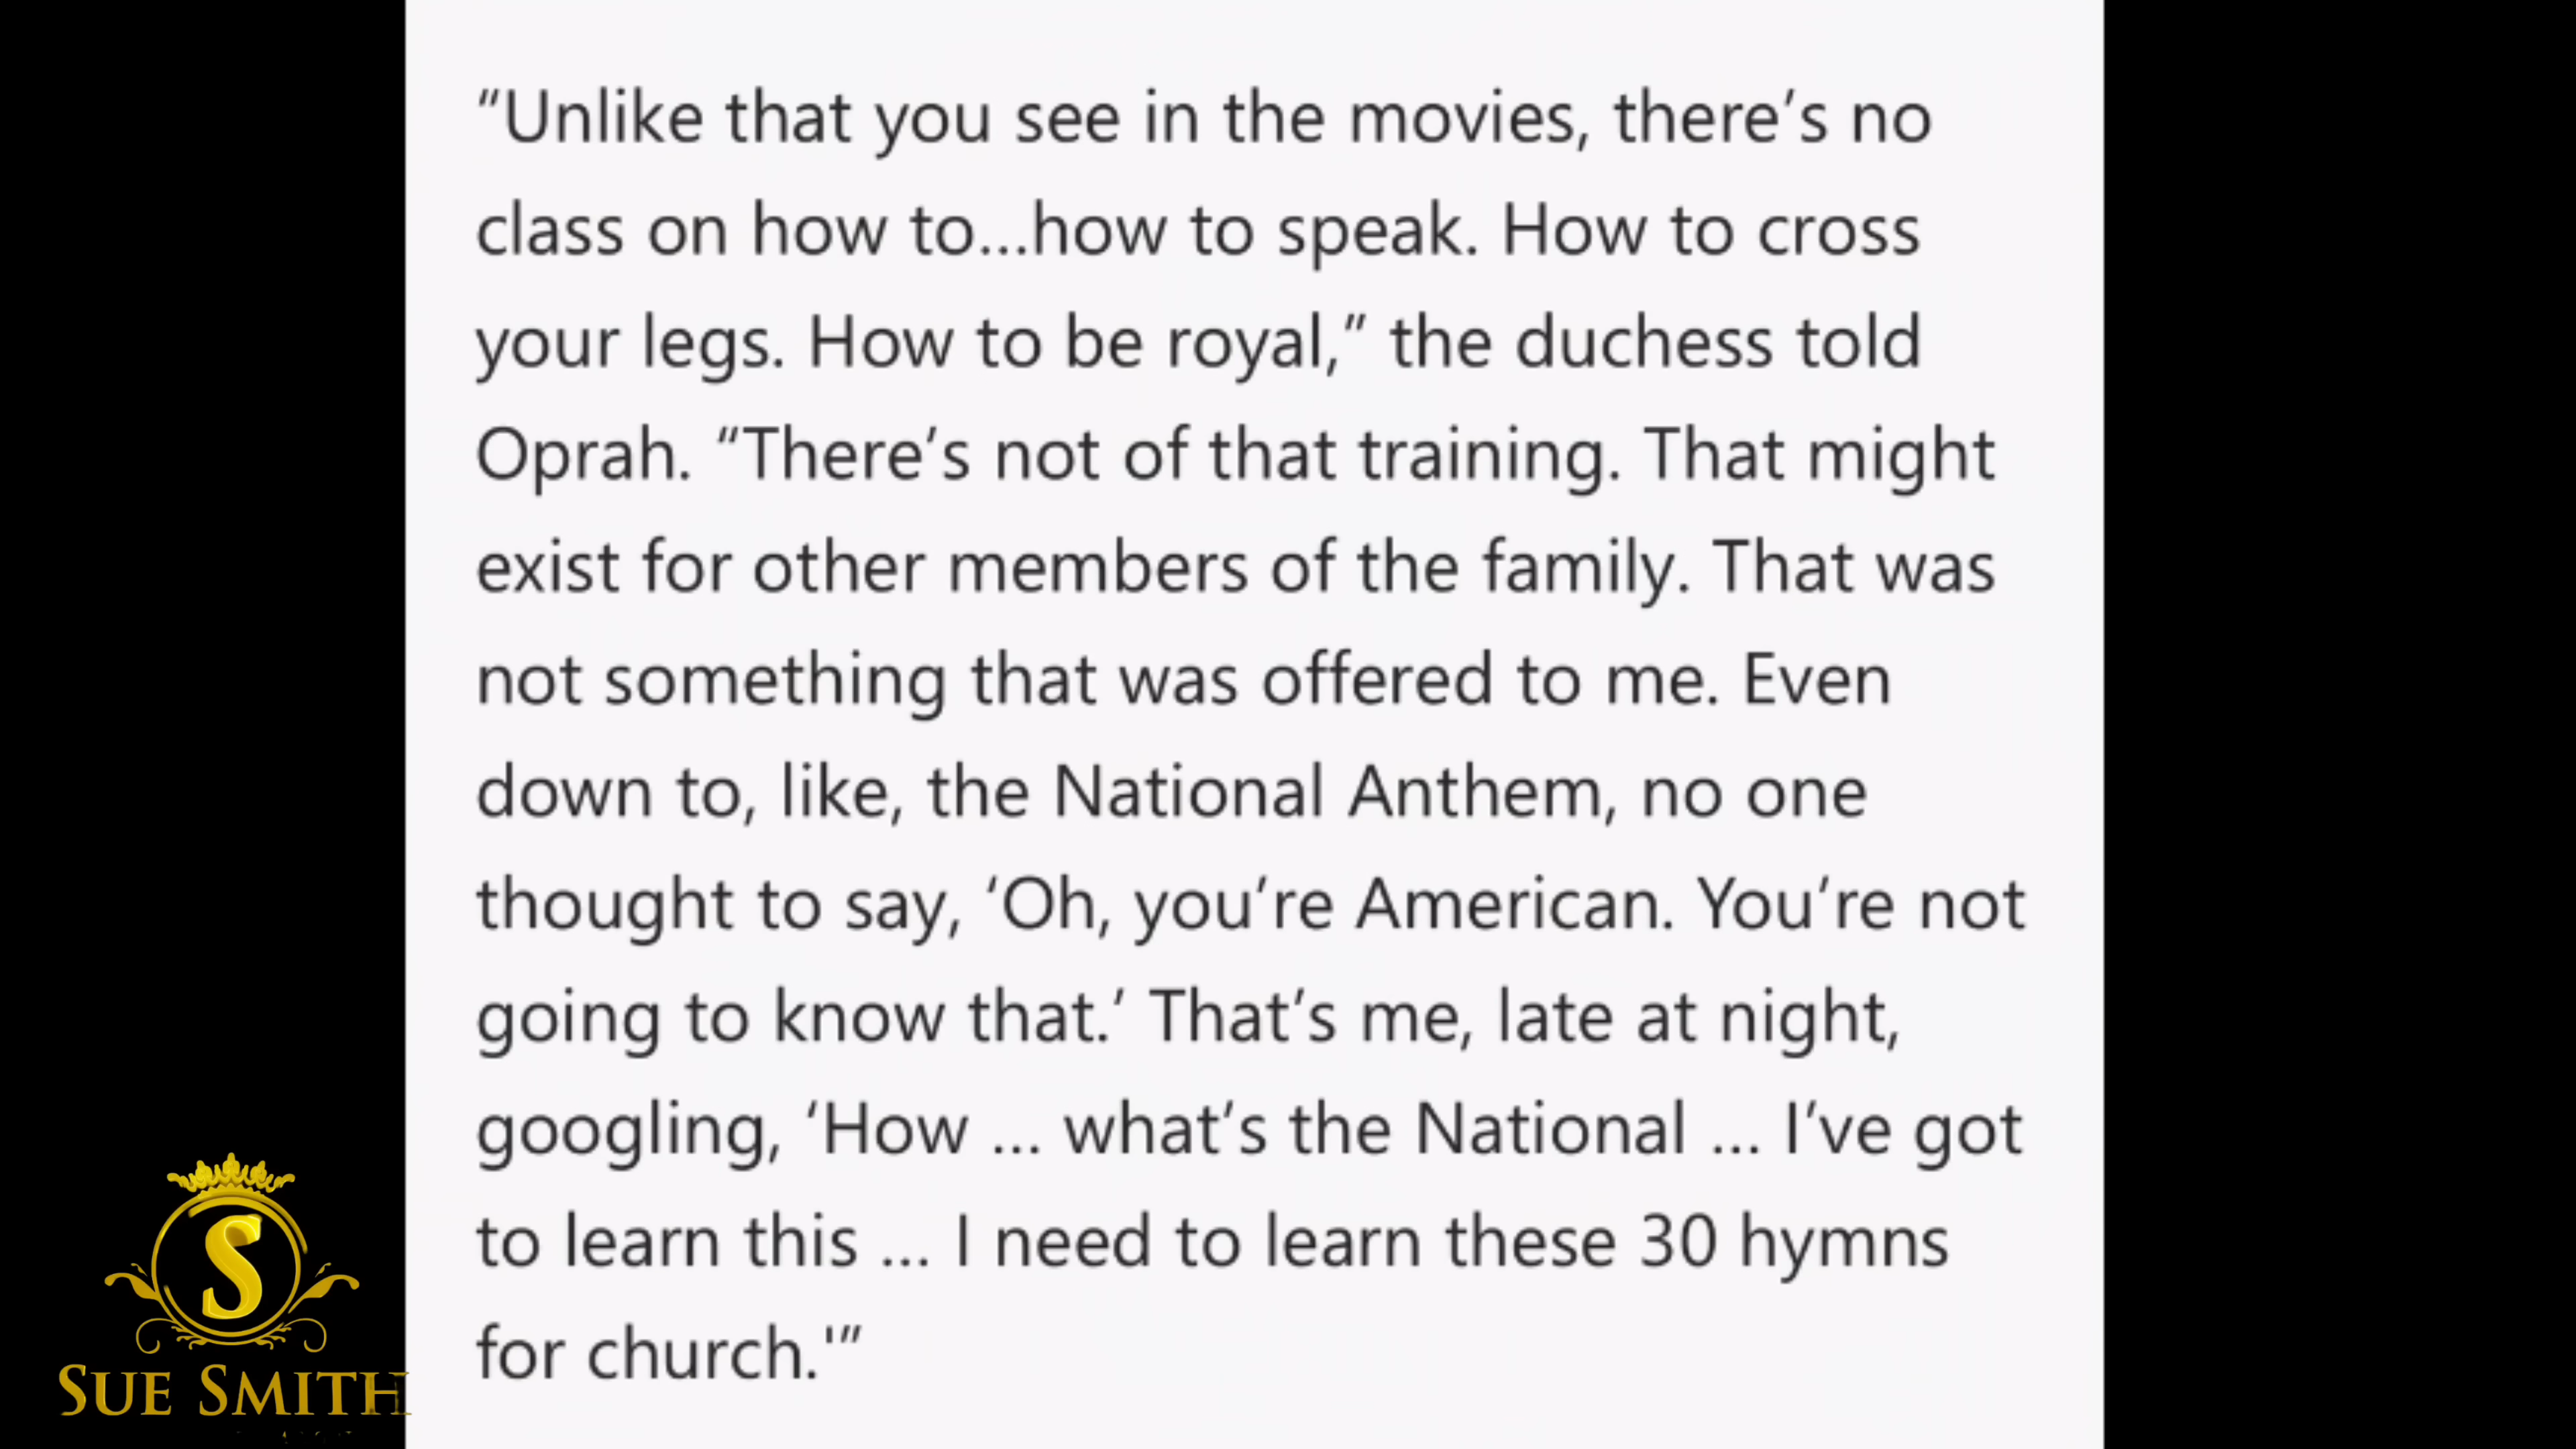 “Unlike that you see in the movies, there’s no
class on how to...how to speak. How to cross
your legs. How to be royal,” the duchess told
Oprah. “There’s not of that training. That might
exist for other members of the family. That was
not something that was offered to me. Even
down to, like, the National Anthem, no one
thought to say, ‘Oh, you’re American. You’re not
going to know that.’ That’s me, late at night,
googling, ‘How ... what’s the National ... I’ve got
to learn this ... I need to learn these 30 hymns
for church.'”
S
SUE SMITH